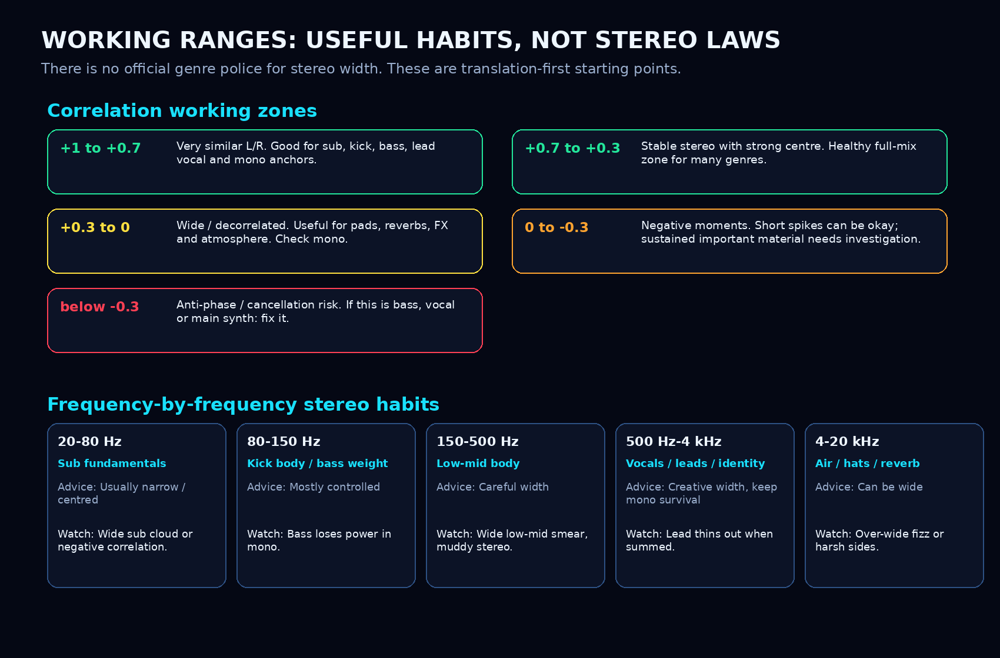 WORKING RANGES: USEFUL HABITS, NOT STEREO LAWS
There is no official genre police for stereo width. These are translation-first starting points.
Correlation working zones
+1 to +0.7
Very similar L/R. Good for sub, kick, bass, lead
vocal and mono anchors.
+0.7 to +0.3
Stable stereo with strong centre. Healthy full-mix
zone for many genres.
+0.3 to 0
Wide / decorrelated. Useful for pads, reverbs, FX
and atmosphere. Check mono.
0 to -0.3
Negative moments. Short spikes can be okay;
sustained important material needs investigation.
below -0.3
Anti-phase / cancellation risk. If this is bass, vocal
or main synth: fix it.
Frequency-by-frequency stereo habits
20-80 Hz
Sub fundamentals
Advice: Usually narrow /
centred
Watch: Wide sub cloud or
negative correlation.
80-150 Hz
Kick body / bass weight
Advice: Mostly controlled
Watch: Bass loses power in
mono.
150-500 Hz
Low-mid body
Advice: Careful width
Watch: Wide low-mid smear,
muddy stereo.
500 Hz-4 kHz
Vocals / leads / identity
Advice: Creative width, keep
mono survival
Watch: Lead thins out when
summed.
4-20 kHz
Air / hats / reverb
Advice: Can be wide
Watch: Over-wide fizz or
harsh sides.